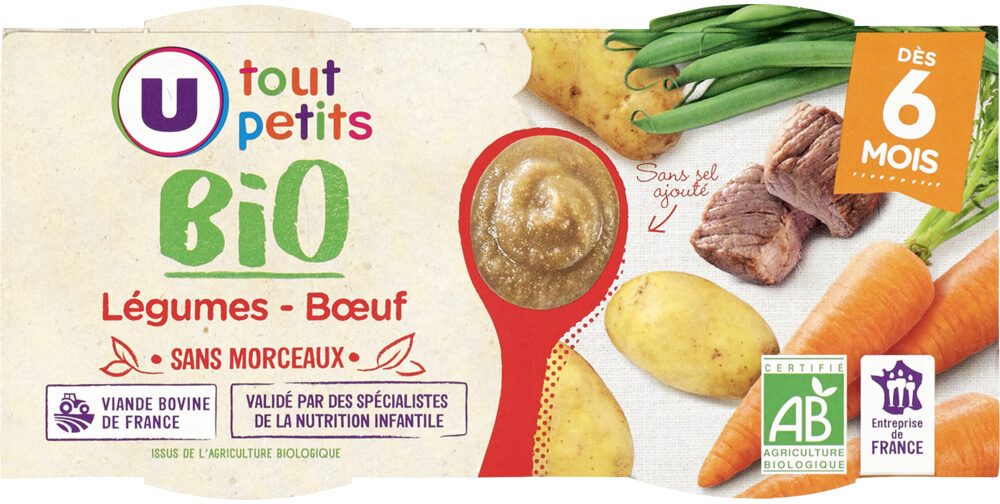 U
tout
petits
BiO
Légumes - Bœuf
• SANS MORCEAUX •
VIANDE BOVINE
DE FRANCE
VALIDÉ PAR DES SPÉCIALISTES
DE LA NUTRITION INFANTILE
ISSUS DE L'AGRICULTURE BIOLOGIQUE
Sans sel
ajouté
DÈS
6
MOIS
CERTIFIÉ
AB
AGRICULTURE
BIOLOGIQUE
Entreprise
de
FRANCE